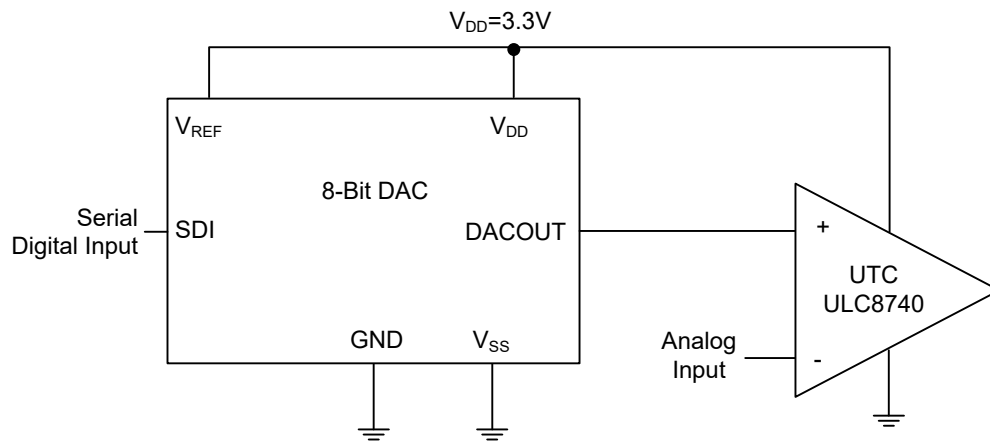 VDD=3.3V
VREF
VDD
8-Bit DAC
Serial
Digital Input
SDI
DACOUT
+
UTC
ULC8740
GND
VSS
Analog
Input
-